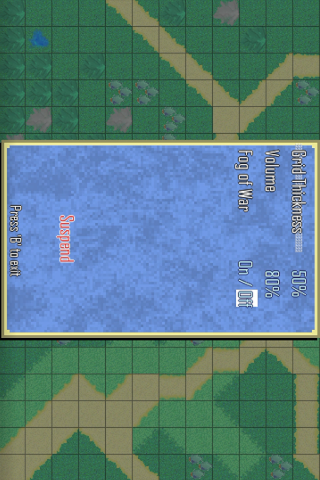 Grid Thickness 50%
Volume 80%
Fog of War On / Off
Suspend
Press 'B' to exit